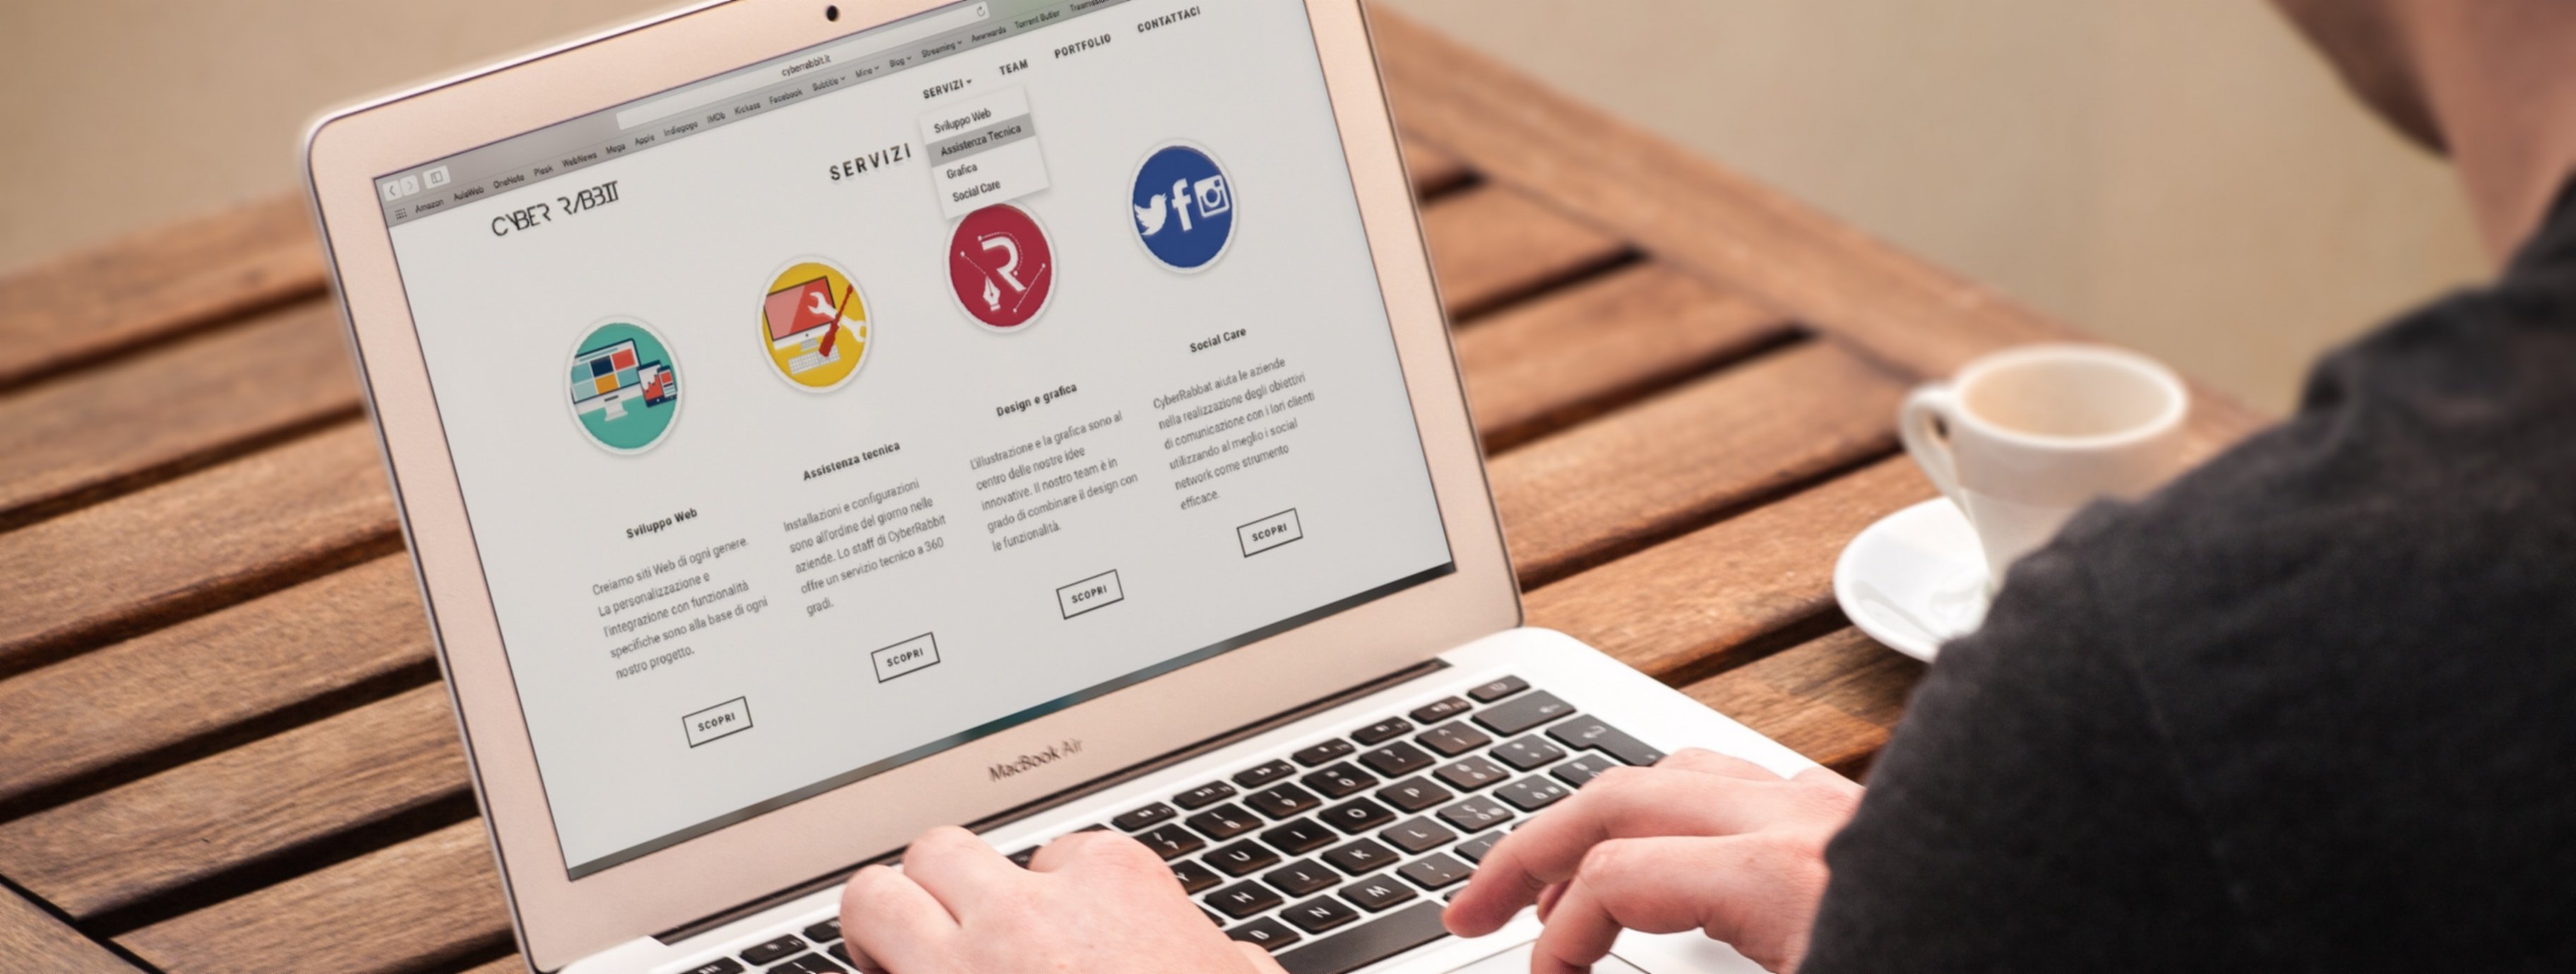 cyberrabbit.it
Amazon AulaWeb OneNote Plesk WebNews Mega Apple Indiegogo IMDb Kickass Facebook Subtitle Mine Blog Streaming Awwwards Torrent Butler
CYBER RABBIT
SERVIZI TEAM PORTFOLIO CONTATTACI
Sviluppo Web
Assistenza Tecnica
Grafica
Social Care
SERVIZI
R
Sviluppo Web
Creiamo siti Web di ogni genere.
La personalizzazione e
l'integrazione con funzionalità
specifiche sono alla base di ogni
nostro progetto.
SCOPRI
Assistenza tecnica
Installazioni e configurazioni
sono all'ordine del giorno nelle
aziende. Lo staff di CyberRabbit
offre un servizio tecnico a 360
gradi.
SCOPRI
Design e grafica
L'illustrazione e la grafica sono al
centro delle nostre idee
innovative. Il nostro team è in
grado di combinare il design con
le funzionalità.
SCOPRI
Social Care
CyberRabbat aiuta le aziende
nella realizzazione degli obiettivi
di comunicazione con i lori clienti
utilizzando al meglio i social
network come strumento
efficace.
SCOPRI
MacBook Air
U I O P
H J K L
B N M